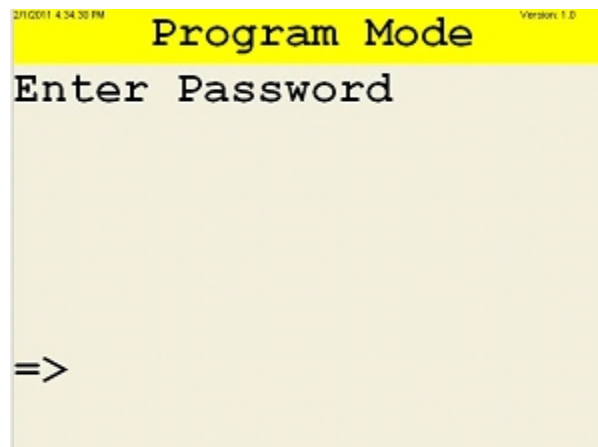 2/1/2011 4:34:30 PM
Program Mode
Version: 1.0
Enter Password
=>